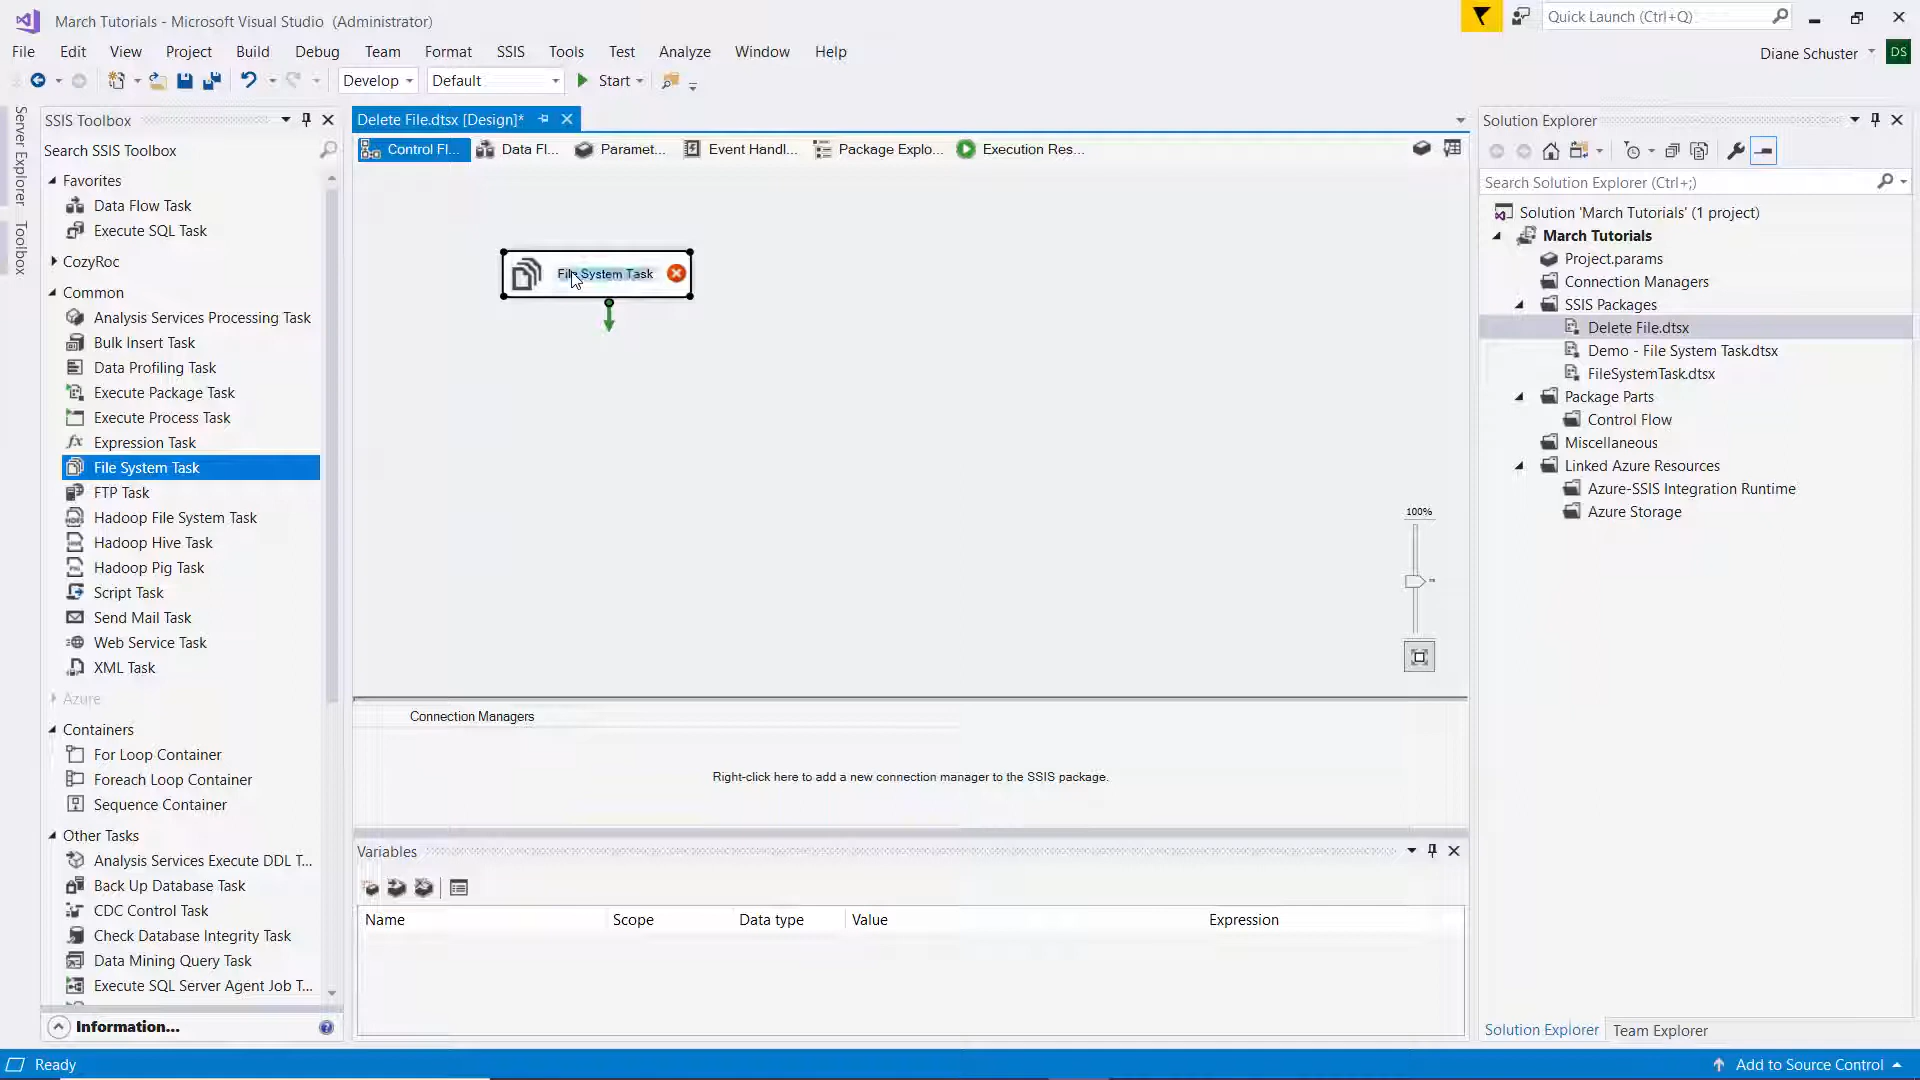 March Tutorials - Microsoft Visual Studio (Administrator)
Quick Launch (Ctrl+Q)
File Edit View Project Build Debug Team Format SSIS Tools Test Analyze Window Help
Diane Schuster DS
Develop Default Start
Server Explorer
Toolbox
SSIS Toolbox
Search SSIS Toolbox
Favorites
Data Flow Task
Execute SQL Task
CozyRoc
Common
Analysis Services Processing Task
Bulk Insert Task
Data Profiling Task
Execute Package Task
Execute Process Task
Expression Task
File System Task
FTP Task
Hadoop File System Task
Hadoop Hive Task
Hadoop Pig Task
Script Task
Send Mail Task
Web Service Task
XML Task
Azure
Containers
For Loop Container
Foreach Loop Container
Sequence Container
Other Tasks
Analysis Services Execute DDL T...
Back Up Database Task
CDC Control Task
Check Database Integrity Task
Data Mining Query Task
Execute SQL Server Agent Job T...
Information...
Delete File.dtsx [Design]*
Control Fl... Data Fl... Paramet... Event Handl... Package Explo... Execution Res...
File System Task
100%
Connection Managers
Right-click here to add a new connection manager to the SSIS package.
Variables
Name Scope Data type Value Expression
Solution Explorer
Search Solution Explorer (Ctrl+;)
Solution 'March Tutorials' (1 project)
March Tutorials
Project.params
Connection Managers
SSIS Packages
Delete File.dtsx
Demo - File System Task.dtsx
FileSystemTask.dtsx
Package Parts
Control Flow
Miscellaneous
Linked Azure Resources
Azure-SSIS Integration Runtime
Azure Storage
Solution Explorer Team Explorer
Ready
Add to Source Control